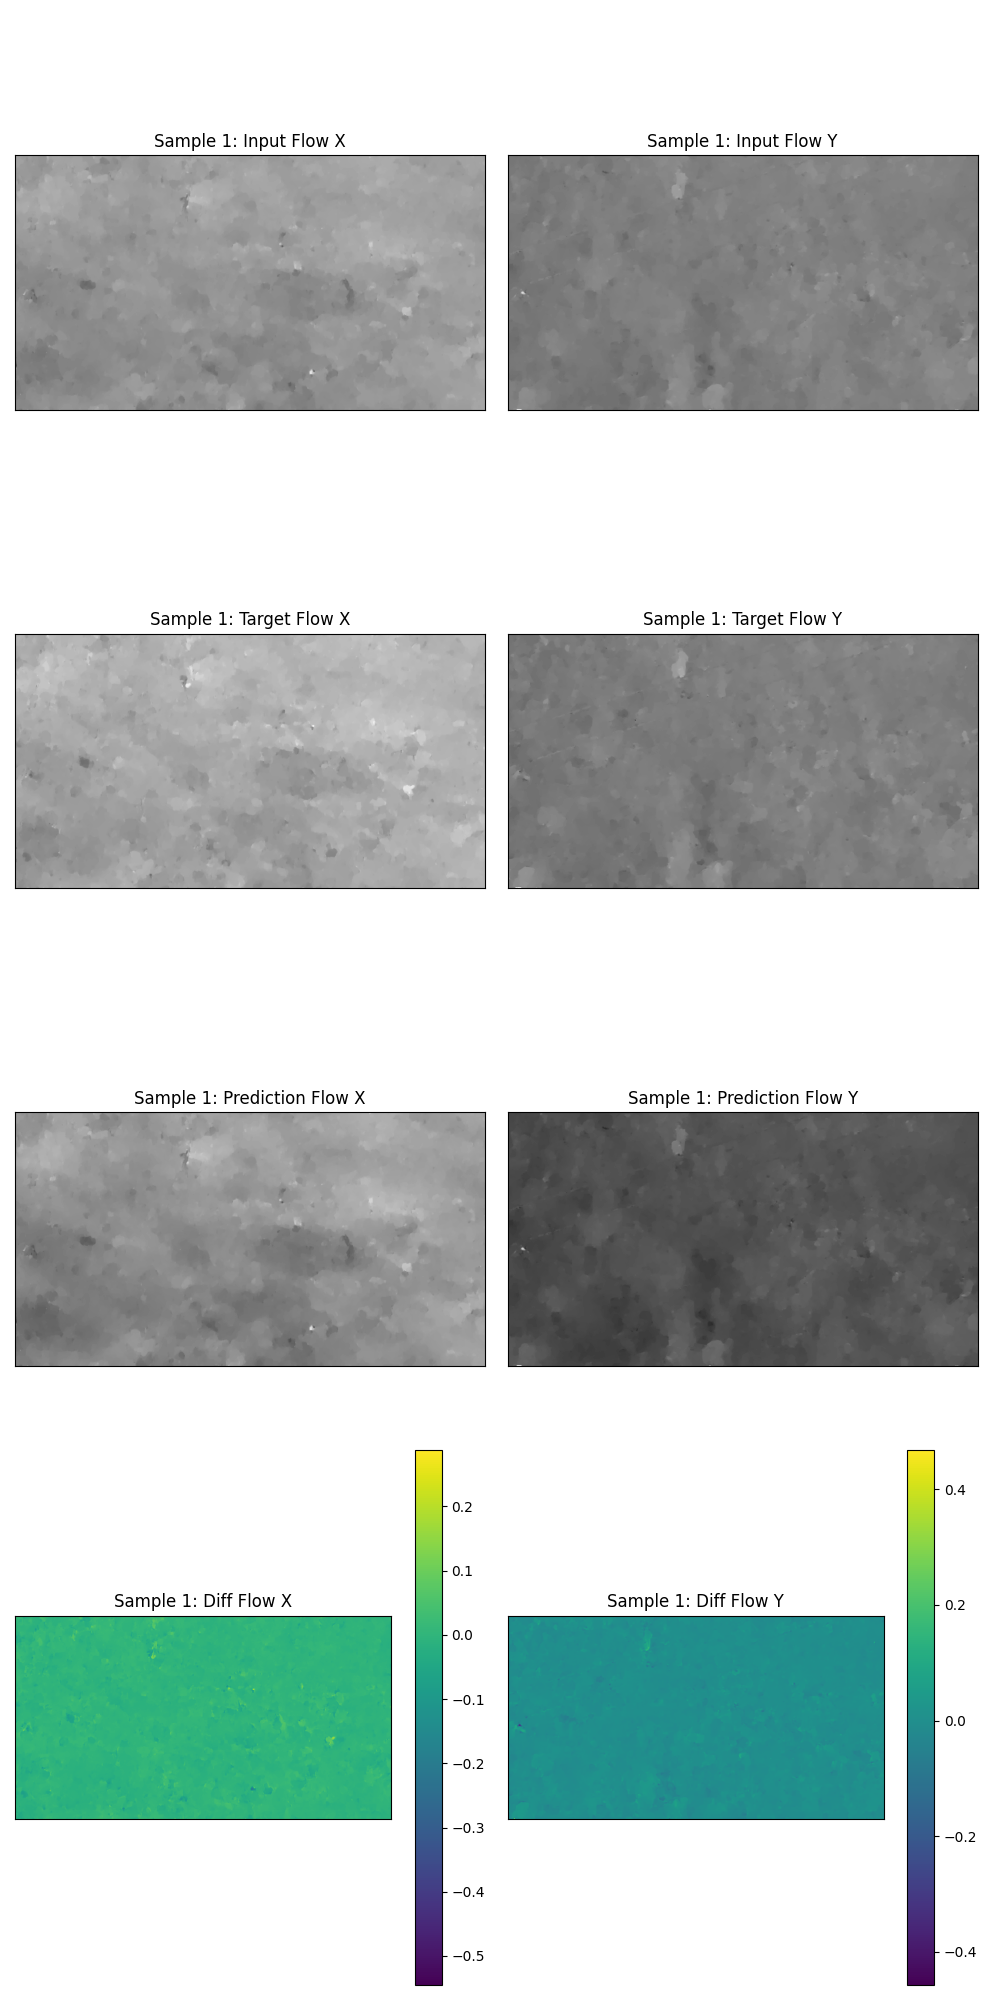 Sample 1: Input Flow X
Sample 1: Input Flow Y
Sample 1: Target Flow X
Sample 1: Target Flow Y
Sample 1: Prediction Flow X
Sample 1: Prediction Flow Y
Sample 1: Diff Flow X
0.2
0.1
0.0
−0.1
−0.2
−0.3
−0.4
−0.5
Sample 1: Diff Flow Y
0.4
0.2
0.0
−0.2
−0.4